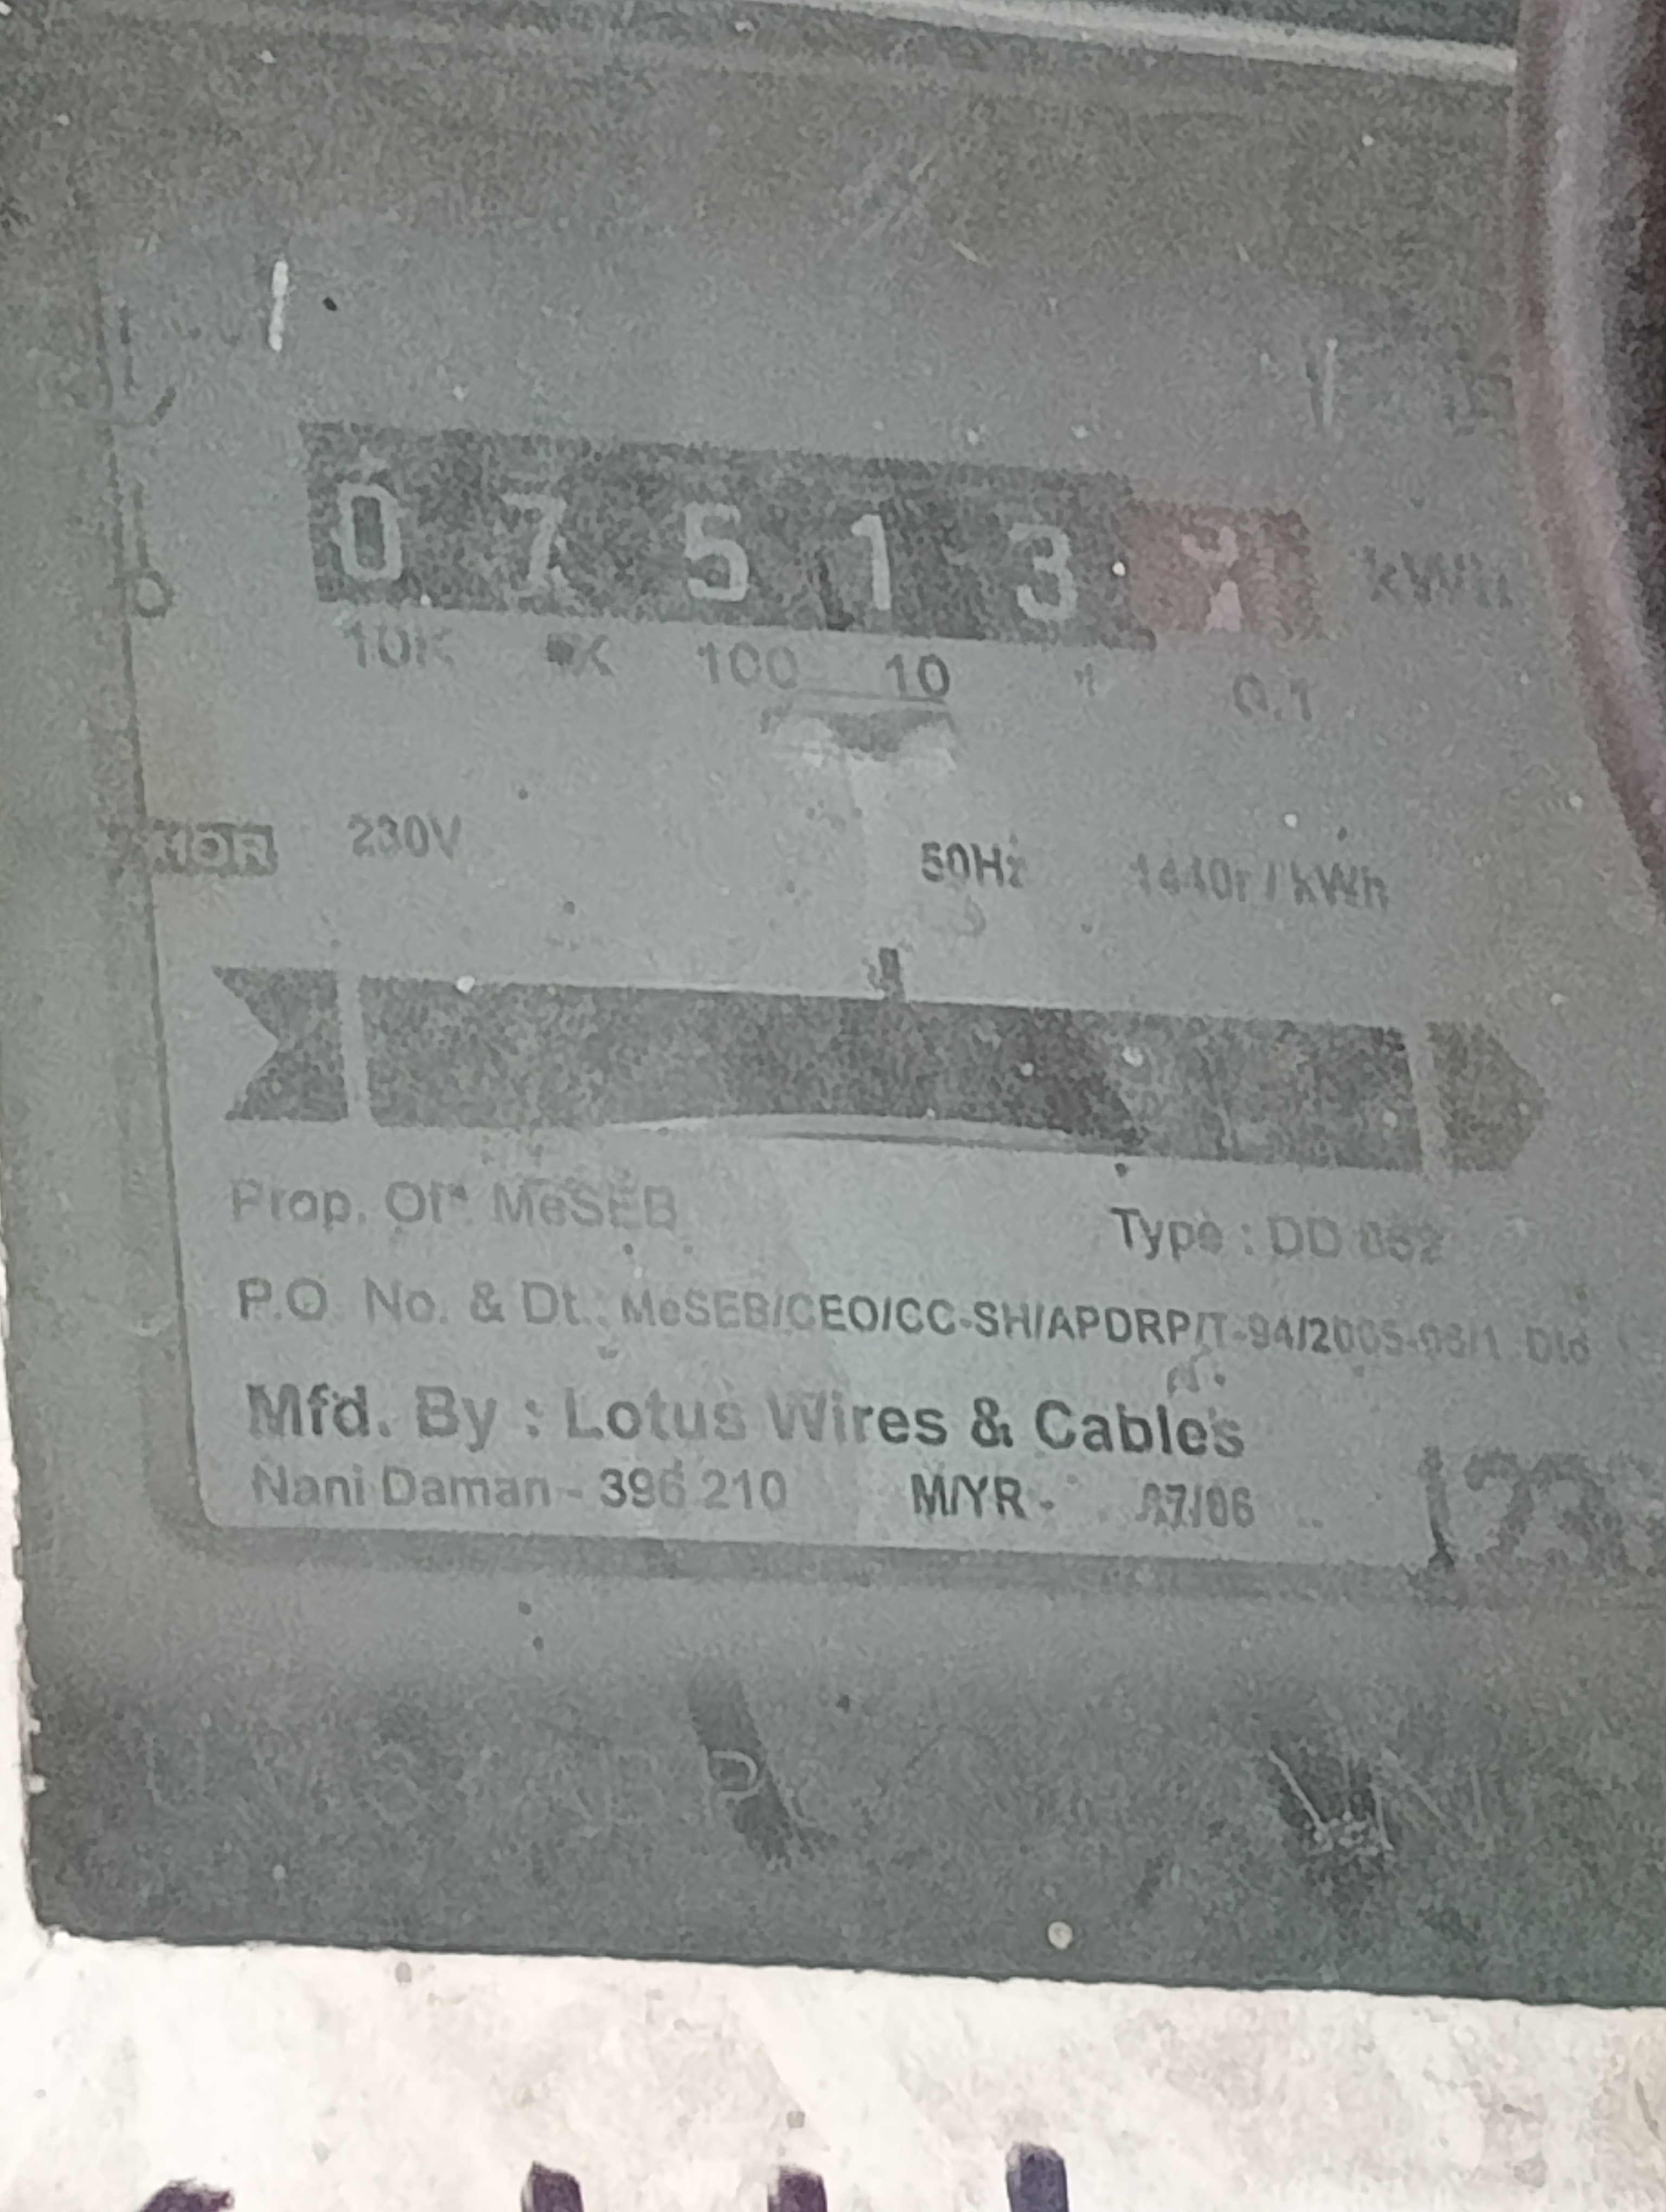 0 7 5 1 3 kWh
10K K 100 10 1 0.1
230V 50Hz 1440r/kWh
Prop. Of MeSEB Type : DD
P.O. No. & Dt.: MeSEB/CEO/CC-SH/APDRP/T-94/2005-06/1 Dtd
Mfd. By : Lotus Wires & Cables
Nani Daman - 396 210 M/YR - 07/06